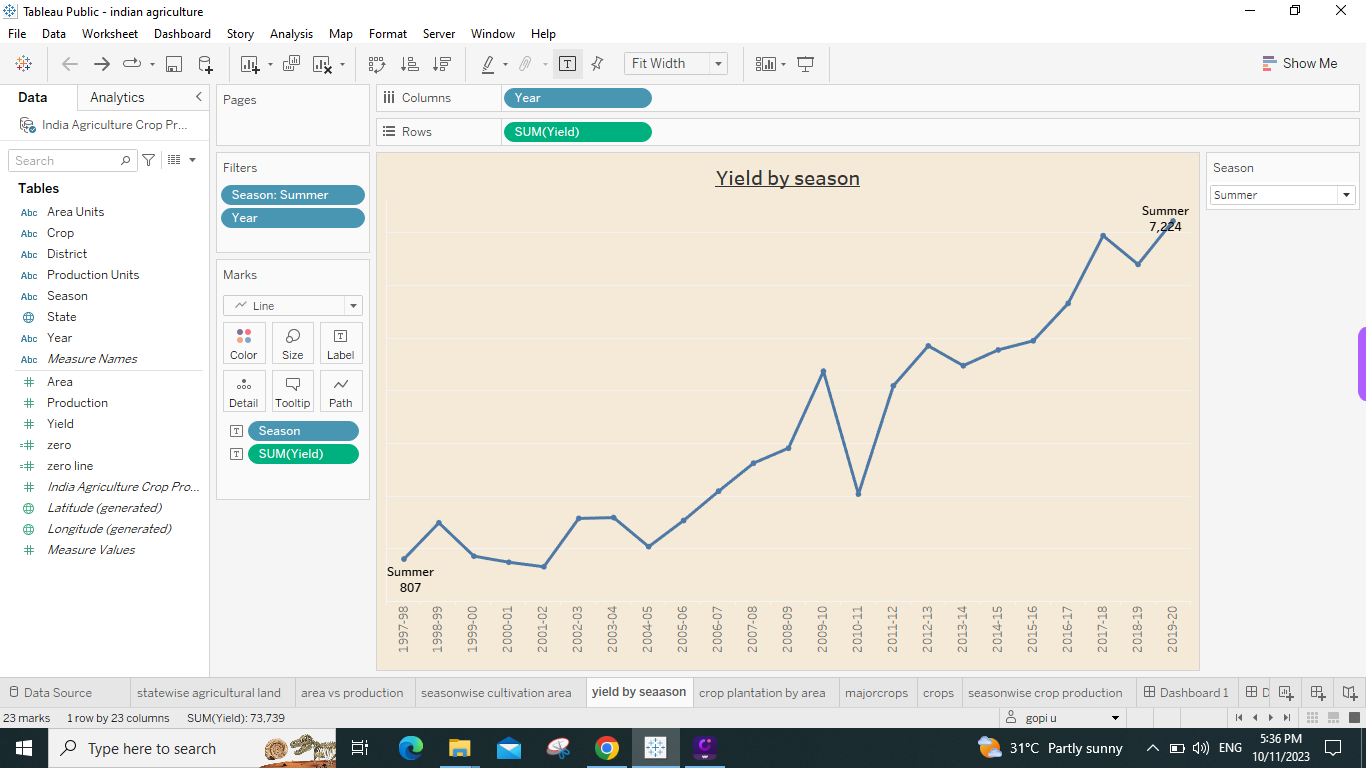 Tableau Public - indian agriculture
File Data Worksheet Dashboard Story Analysis Map Format Server Window Help
Fit Width
Show Me
Data Analytics
India Agriculture Crop Pr...
Search
Tables
Abc Area Units
Abc Crop
Abc District
Abc Production Units
Abc Season
State
Abc Year
Abc Measure Names
Area
Production
Yield
zero
zero line
India Agriculture Crop Pro...
Latitude (generated)
Longitude (generated)
Measure Values
Pages
Filters
Season: Summer
Year
Marks
Line
Color Size Label
Detail Tooltip Path
Season
SUM(Yield)
Columns Year
Rows SUM(Yield)
Yield by season
Summer
7,224
Summer
807
1997-98
1998-99
1999-00
2000-01
2001-02
2002-03
2003-04
2004-05
2005-06
2006-07
2007-08
2008-09
2009-10
2010-11
2011-12
2012-13
2013-14
2014-15
2015-16
2016-17
2017-18
2018-19
2019-20
Season
Summer
Data Source statewise agricultural land area vs production seasonwise cultivation area yield by seaason crop plantation by area majorcrops crops seasonwise crop production Dashboard 1 D
23 marks 1 row by 23 columns SUM(Yield): 73,739 gopi u
Type here to search
31°C Partly sunny
ENG
5:36 PM
10/11/2023